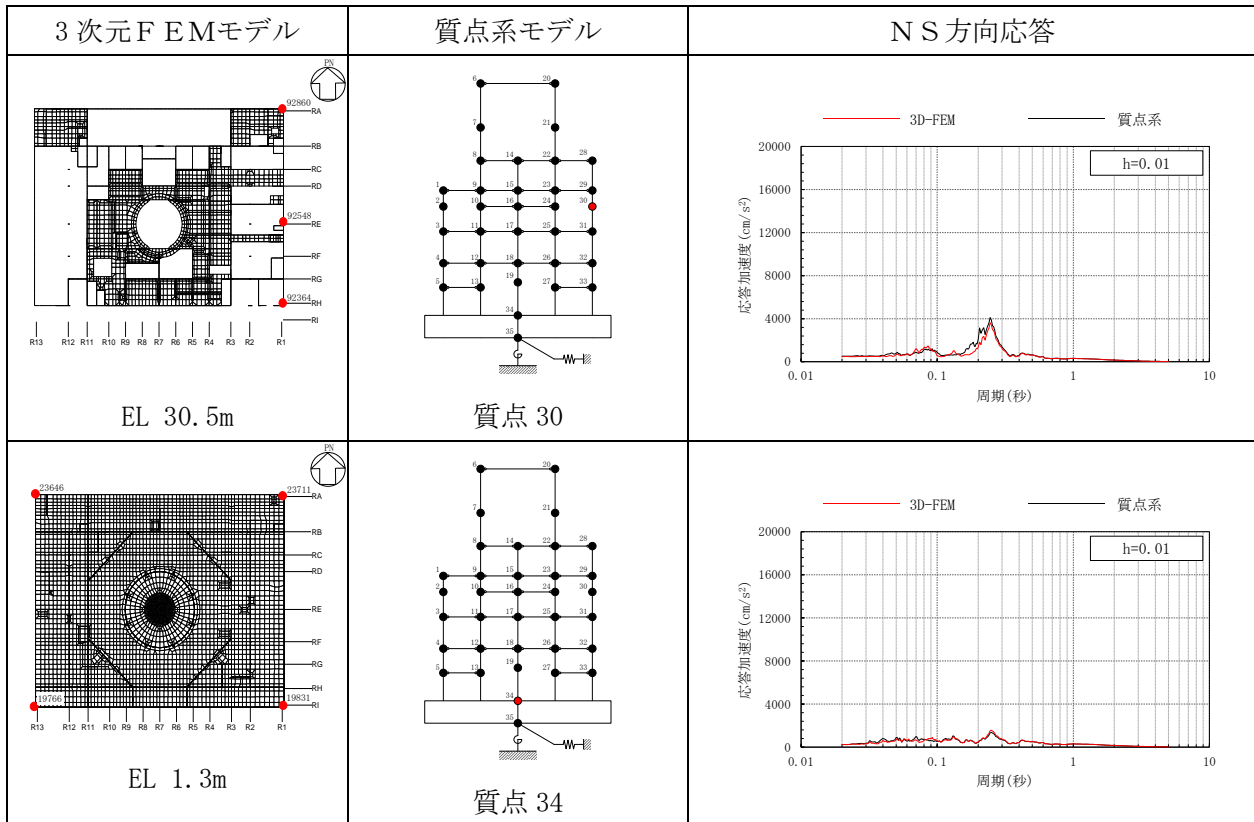 3次元ＦＥＭモデル
質点系モデル
ＮＳ方向応答
PN
92860
RA
RB
RC
RD
92548
RE
RF
RG
92364
RH
RI
R13 R12 R11 R10 R9 R8 R7 R6 R5 R4 R3 R2 R1
EL 30.5m
6 20
7 21
8 14 22 28
1 9 15 23 29
2 10 16 24 30
3 11 17 25 31
4 12 18 26 32
5 13 19 27 33
34
35
質点 30
3D-FEM 質点系
h=0.01
応答加速度(cm/s²)
20000
16000
12000
8000
4000
0
0.01 0.1 1 10
周期(秒)
PN
23646 23711
RA
RB
RC
RD
RE
RF
RG
RH
19766 19831
RI
R13 R12 R11 R10 R9 R8 R7 R6 R5 R4 R3 R2 R1
EL 1.3m
6 20
7 21
8 14 22 28
1 9 15 23 29
2 10 16 24 30
3 11 17 25 31
4 12 18 26 32
5 13 19 27 33
34
35
質点 34
3D-FEM 質点系
h=0.01
応答加速度(cm/s²)
20000
16000
12000
8000
4000
0
0.01 0.1 1 10
周期(秒)